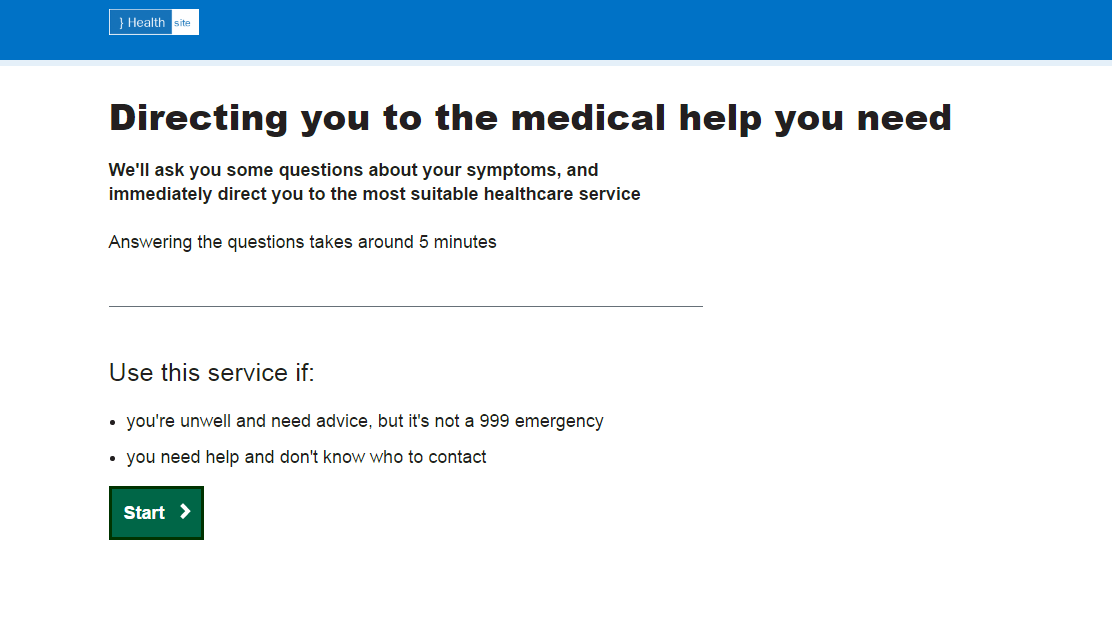 } Health site
Directing you to the medical help you need
We'll ask you some questions about your symptoms, and
immediately direct you to the most suitable healthcare service
Answering the questions takes around 5 minutes
Use this service if:
• you're unwell and need advice, but it's not a 999 emergency
• you need help and don't know who to contact
Start